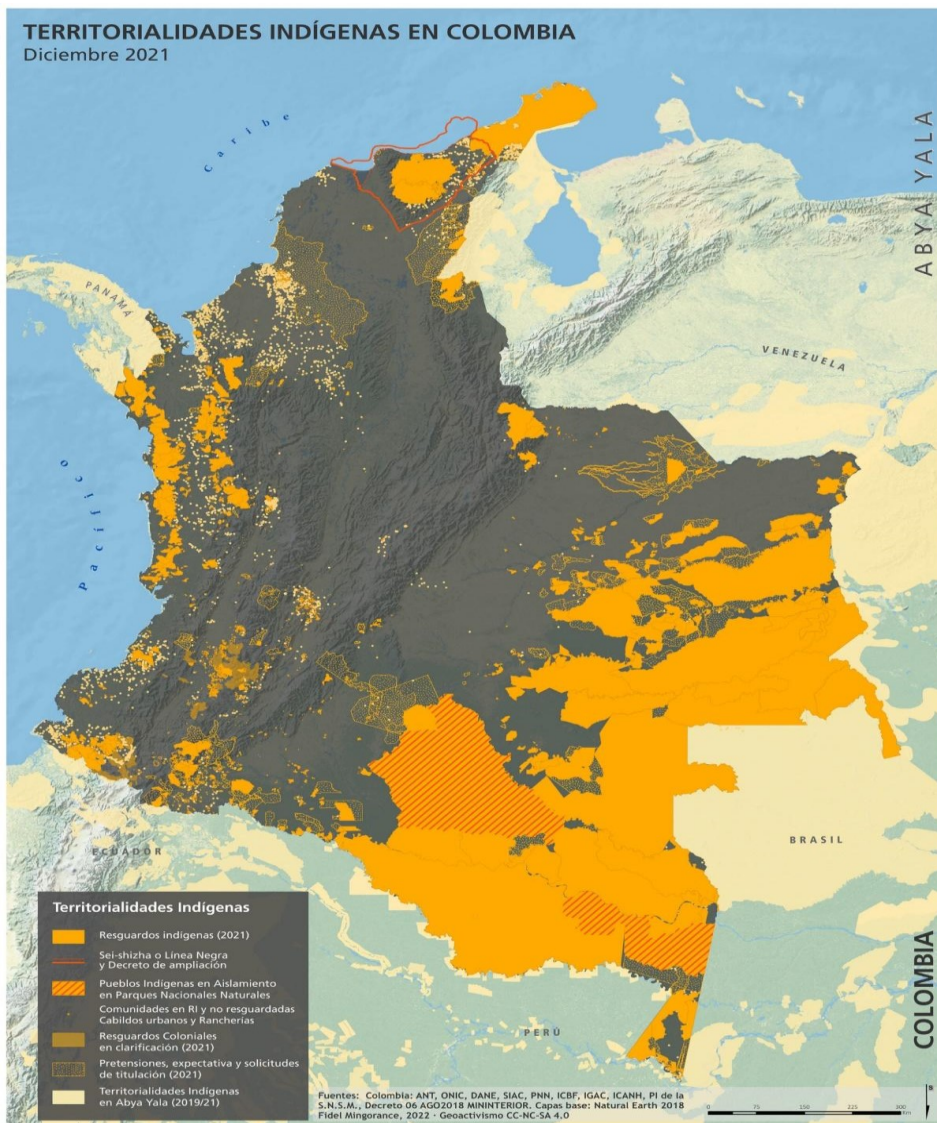 TERRITORIALIDADES INDÍGENAS EN COLOMBIA
Diciembre 2021
Caribe
ABYA YALA
PANAMÁ
VENEZUELA
Pacífico
BRASIL
ECUADOR
PERÚ
COLOMBIA
Territorialidades Indígenas
Resguardos indígenas (2021)
Sei-shizha o Línea Negra
y Decreto de ampliación
Pueblos Indígenas en Aislamiento
en Parques Nacionales Naturales
Comunidades en RI y no resguardadas
Cabildos urbanos y Rancherías
Resguardos Coloniales
en clarificación (2021)
Pretensiones, expectativa y solicitudes
de titulación (2021)
Territorialidades Indígenas
en Abya Yala (2019/21)
Fuentes: Colombia: ANT, ONIC, DANE, SIAC, PNN, ICBF, IGAC, ICANH, PI de la
S.N.S.M., Decreto 06 AGO2018 MININTERIOR. Capas base: Natural Earth 2018
Fidel Mingorance, 2022 · Geoactivismo CC-NC-SA 4.0
0 75 150 225 300
Km